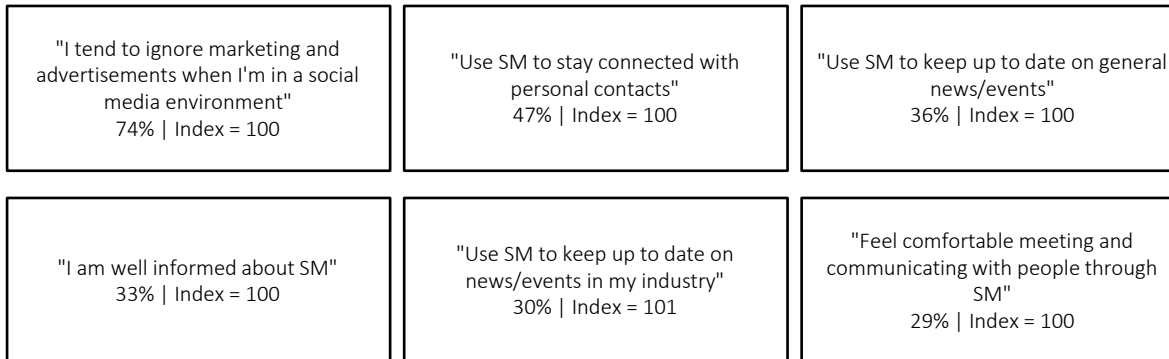 "I tend to ignore marketing and
advertisements when I'm in a social
media environment"
74% | Index = 100
"Use SM to stay connected with
personal contacts"
47% | Index = 100
"Use SM to keep up to date on general
news/events"
36% | Index = 100
"I am well informed about SM"
33% | Index = 100
"Use SM to keep up to date on
news/events in my industry"
30% | Index = 101
"Feel comfortable meeting and
communicating with people through
SM"
29% | Index = 100